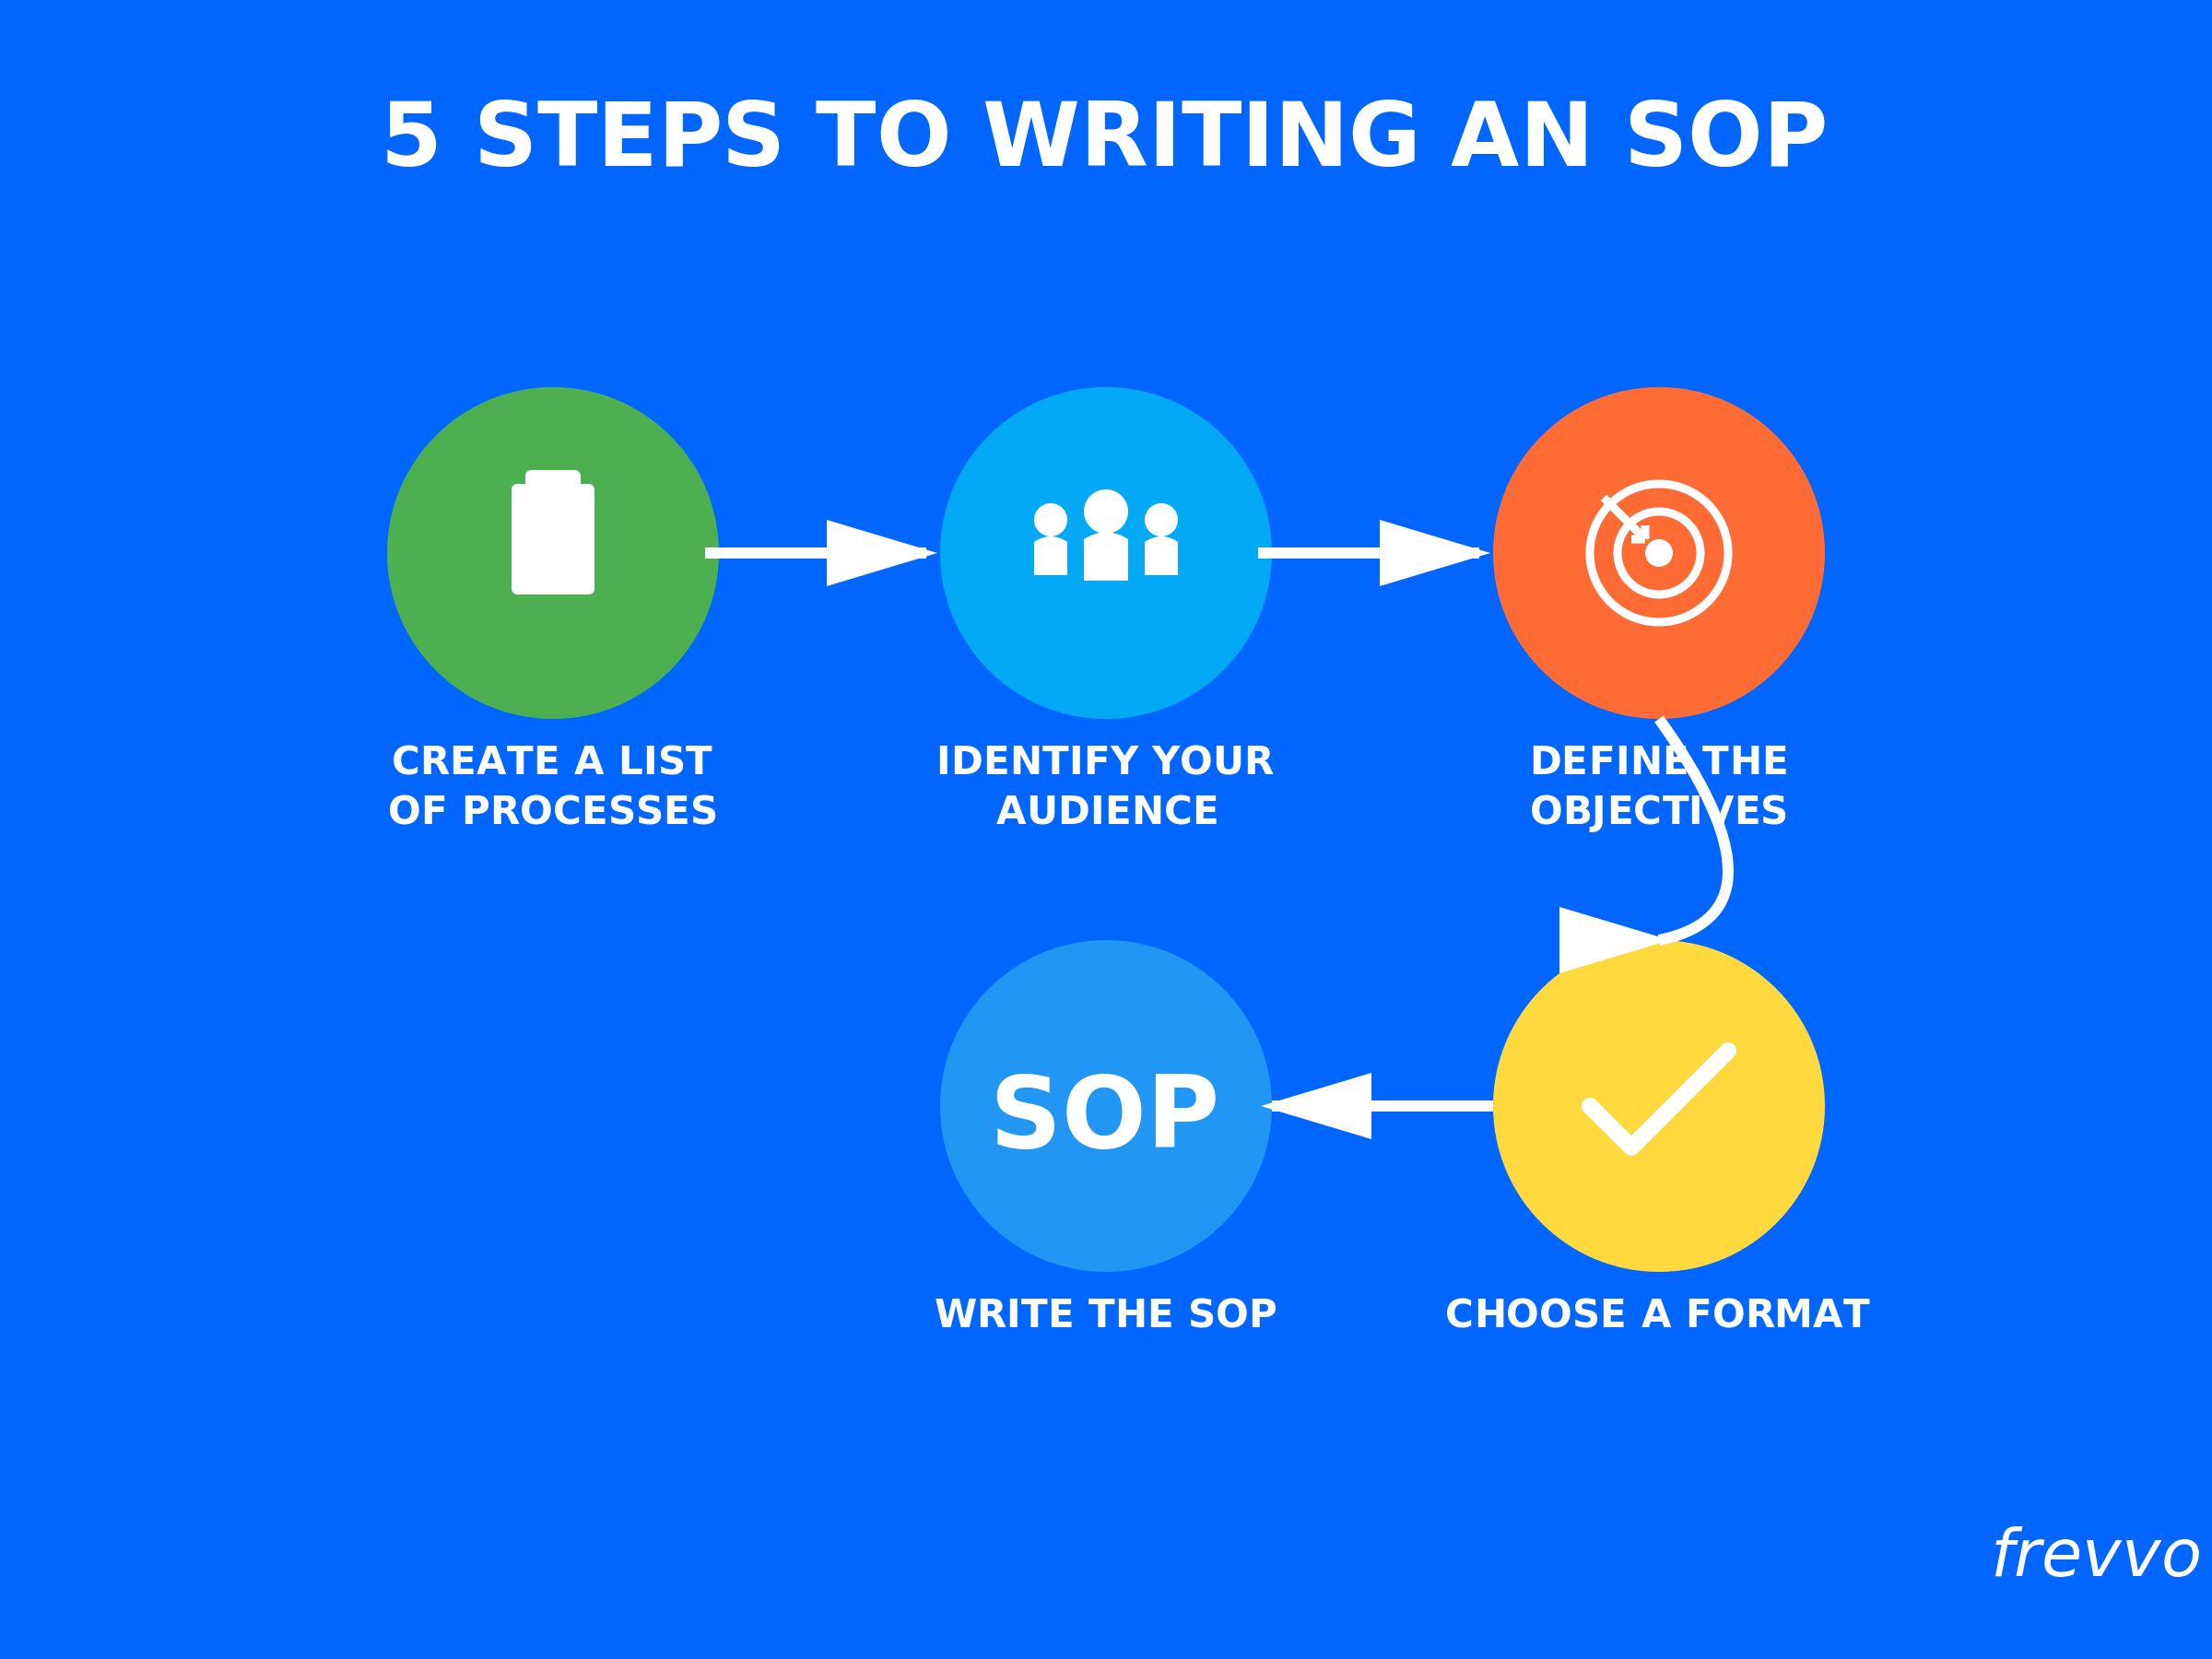 5 STEPS TO WRITING AN SOP
CREATE A LIST
OF PROCESSES
IDENTIFY YOUR
AUDIENCE
DEFINE THE
OBJECTIVES
SOP
WRITE THE SOP
CHOOSE A FORMAT
frevvo